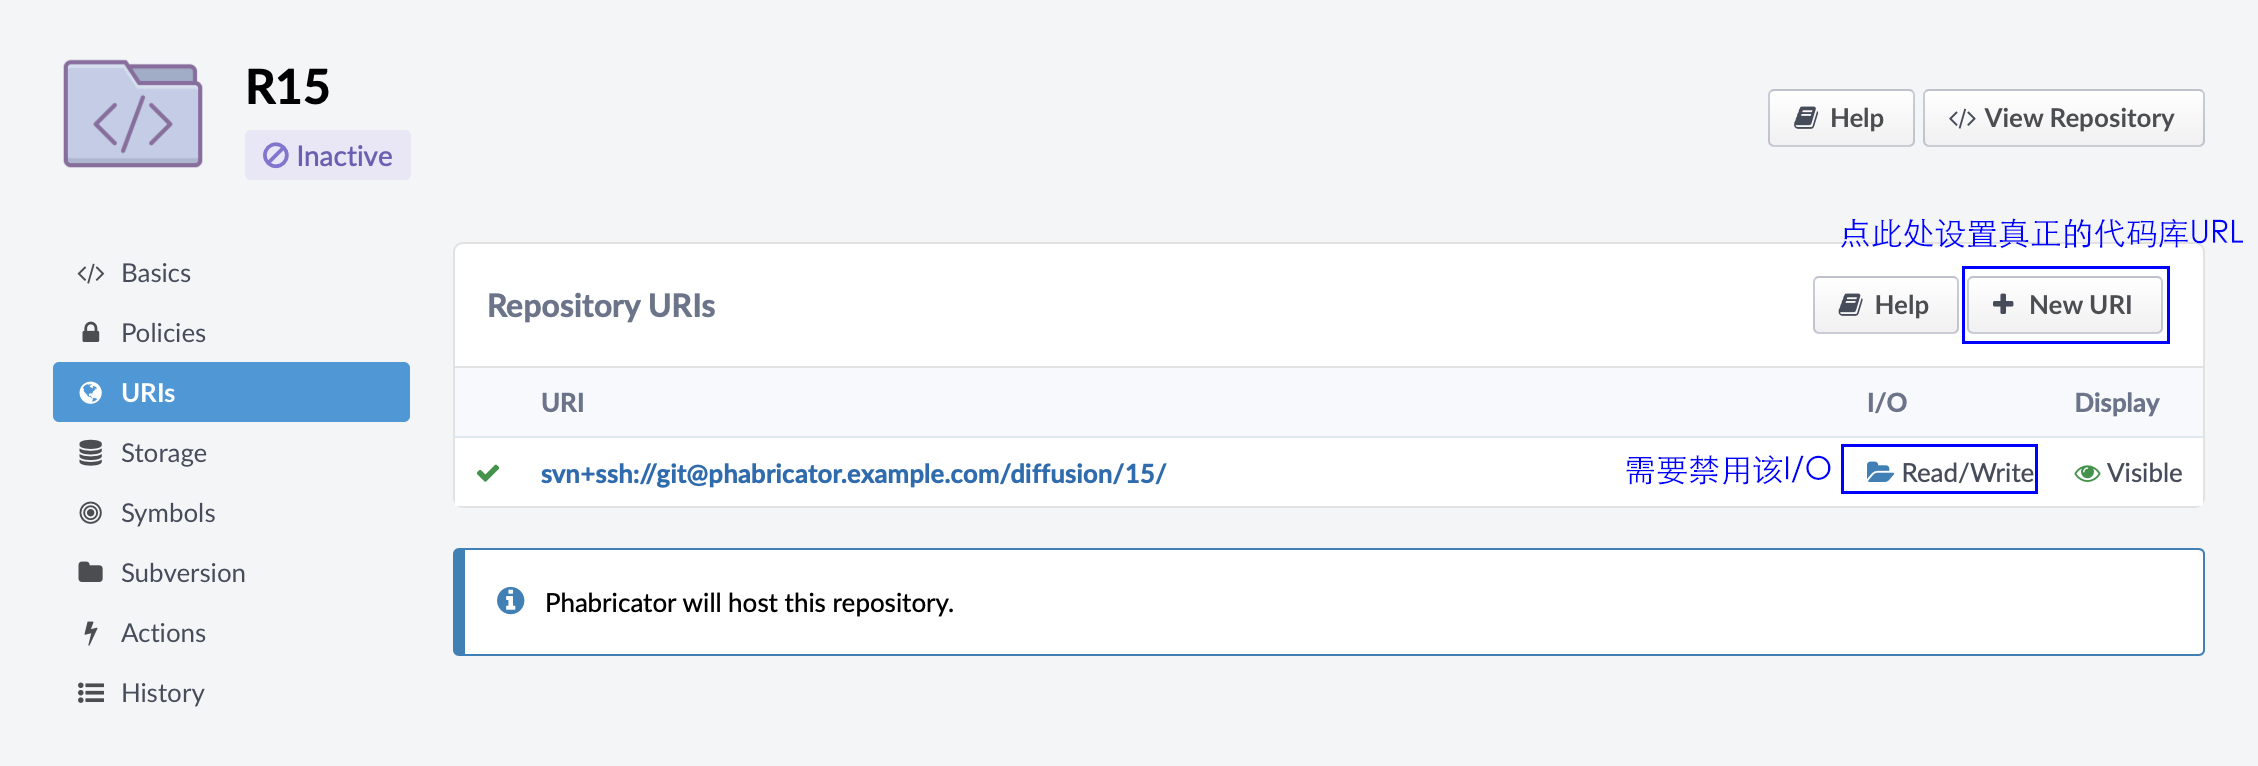 R15
Inactive
Help
View Repository
点此处设置真正的代码库URL
Basics
Policies
URIs
Storage
Symbols
Subversion
Actions
History
Repository URIs
Help
New URI
URI I/O Display
svn+ssh://git@phabricator.example.com/diffusion/15/ 需要禁用该I/O Read/Write Visible
Phabricator will host this repository.